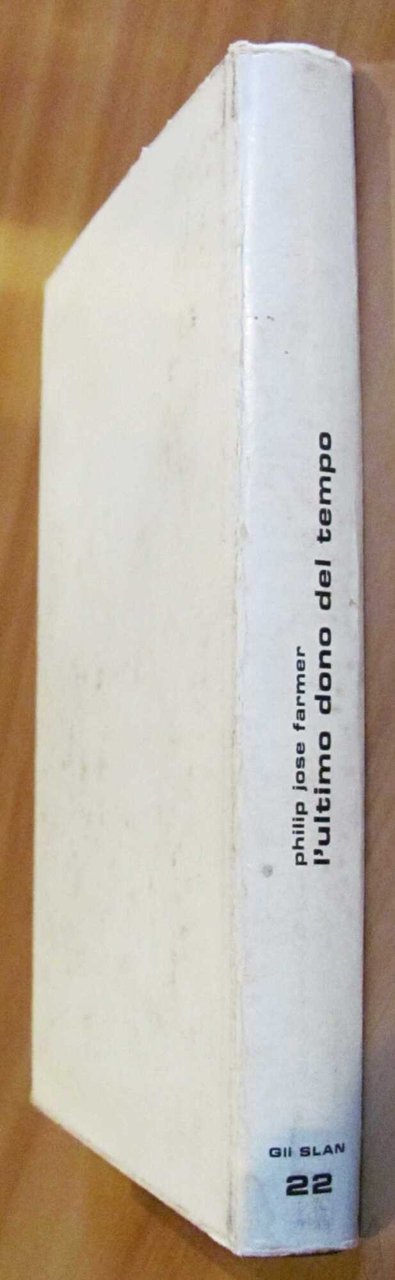 philip jose farmer
l'ultimo dono del tempo
Gli SLAN
22